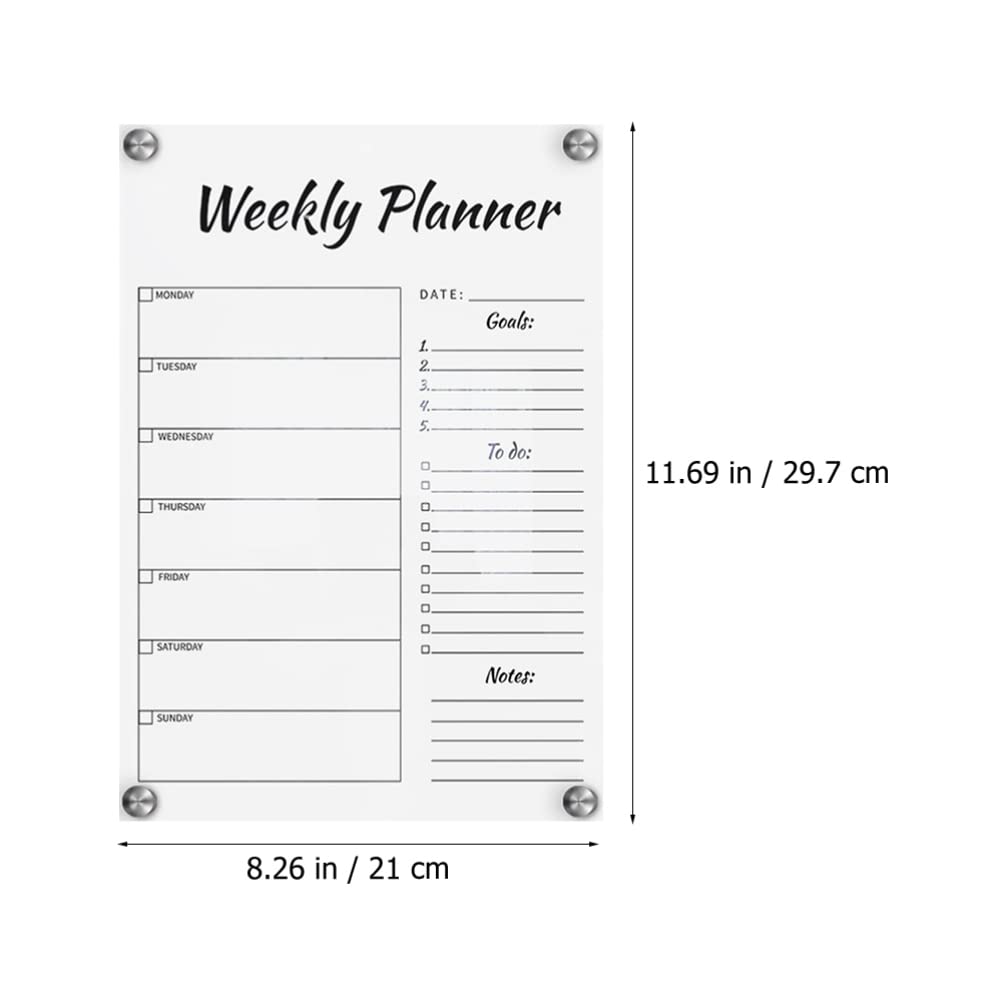 Weekly Planner
MONDAY
TUESDAY
WEDNESDAY
THURSDAY
FRIDAY
SATURDAY
SUNDAY
DATE:
Goals:
1.
2.
3.
4.
5.
To do:
Notes:
11.69 in / 29.7 cm
8.26 in / 21 cm